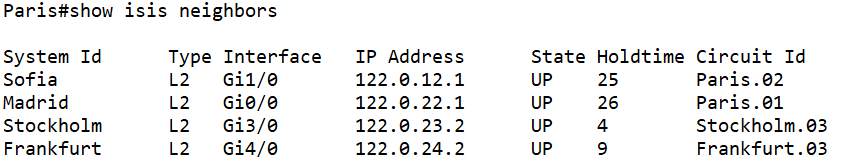 Paris#show isis neighbors
System Id      Type Interface   IP Address      State Holdtime Circuit Id
Sofia          L2   Gi1/0       122.0.12.1      UP    25       Paris.02
Madrid         L2   Gi0/0       122.0.22.1      UP    26       Paris.01
Stockholm      L2   Gi3/0       122.0.23.2      UP    4        Stockholm.03
Frankfurt      L2   Gi4/0       122.0.24.2      UP    9        Frankfurt.03